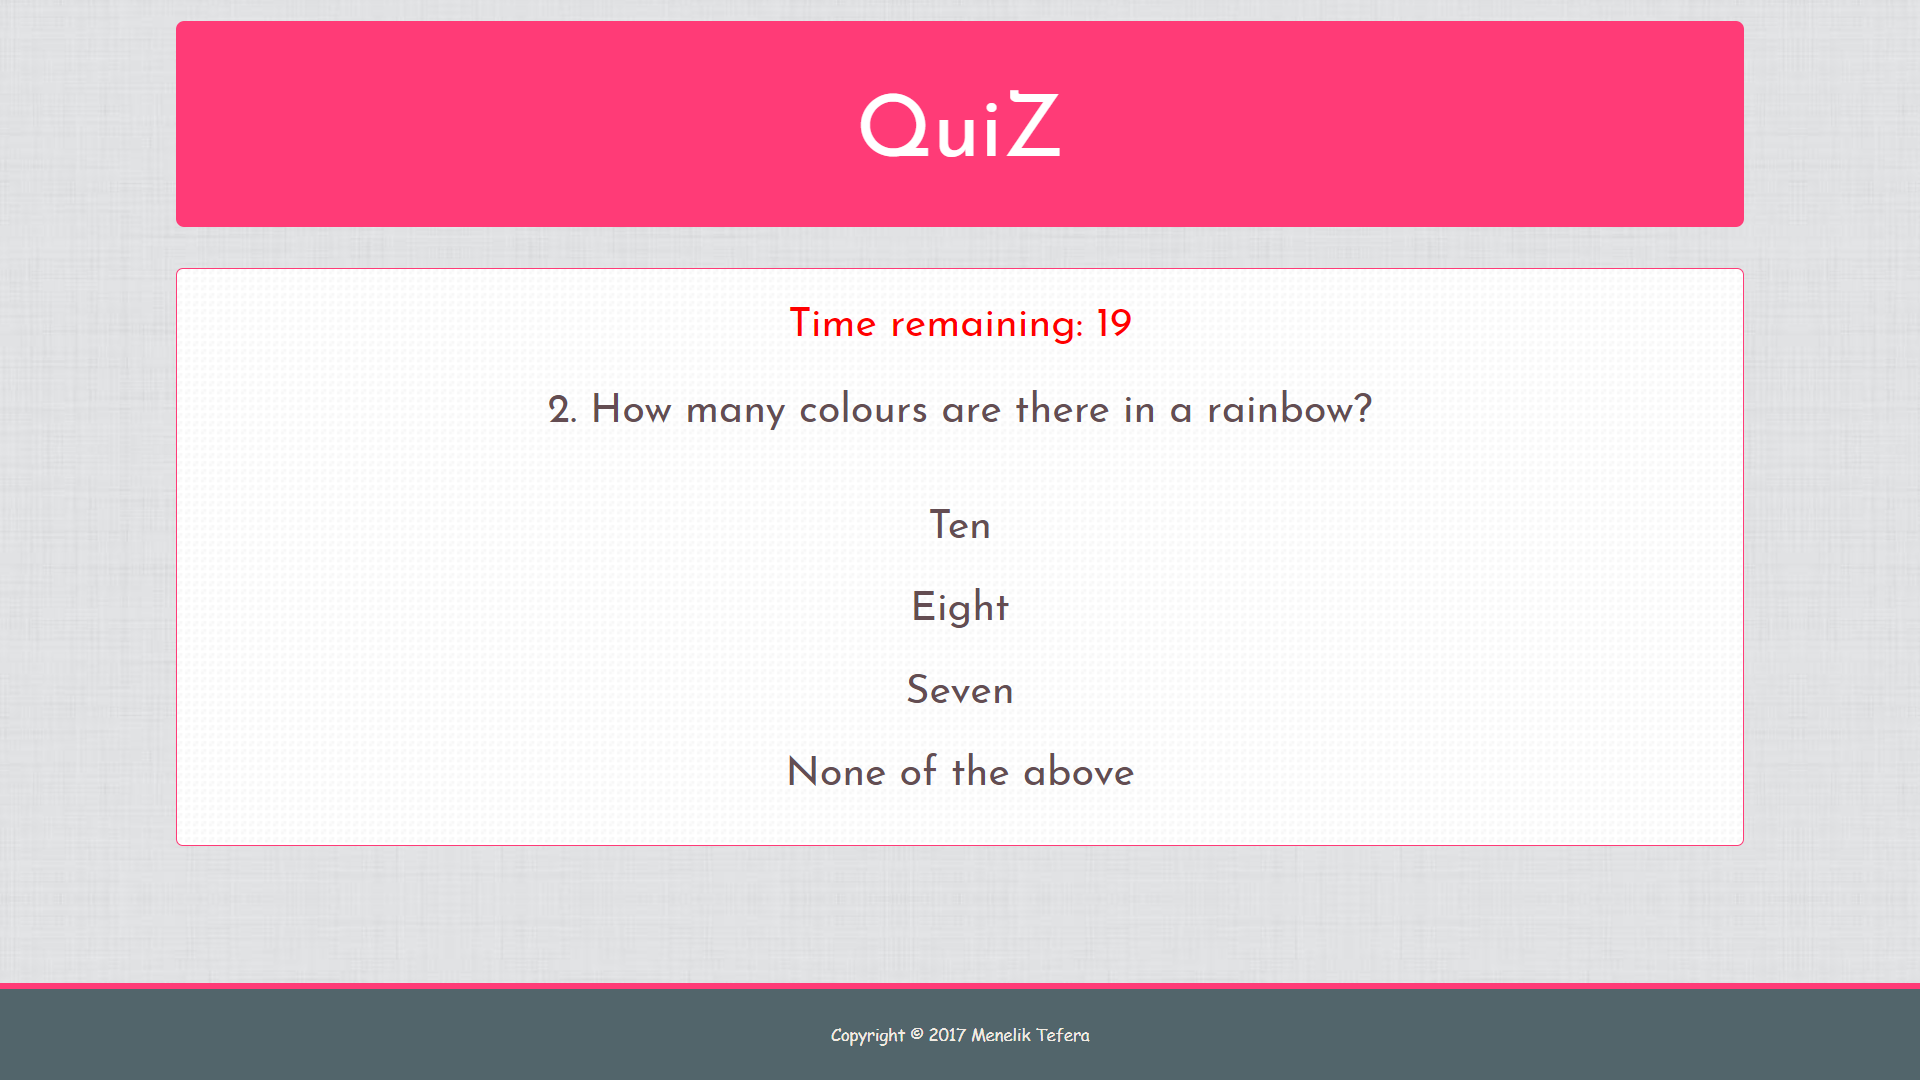 QuiZ
Time remaining: 19
2. How many colours are there in a rainbow?
Ten
Eight
Seven
None of the above
Copyright © 2017 Menelik Tefera